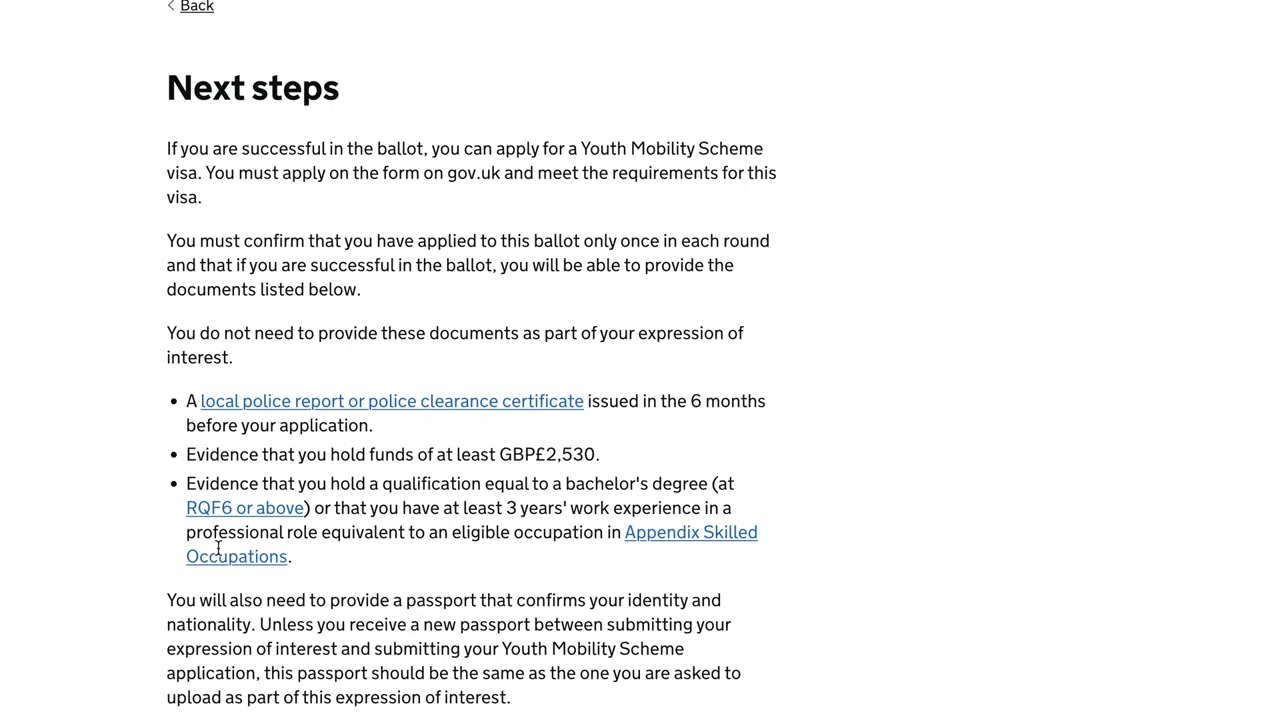 Back
Next steps
If you are successful in the ballot, you can apply for a Youth Mobility Scheme
visa. You must apply on the form on gov.uk and meet the requirements for this
visa.
You must confirm that you have applied to this ballot only once in each round
and that if you are successful in the ballot, you will be able to provide the
documents listed below.
You do not need to provide these documents as part of your expression of
interest.
• A local police report or police clearance certificate issued in the 6 months
before your application.
• Evidence that you hold funds of at least GBP£2,530.
• Evidence that you hold a qualification equal to a bachelor's degree (at
RQF6 or above) or that you have at least 3 years' work experience in a
professional role equivalent to an eligible occupation in Appendix Skilled
Occupations.
You will also need to provide a passport that confirms your identity and
nationality. Unless you receive a new passport between submitting your
expression of interest and submitting your Youth Mobility Scheme
application, this passport should be the same as the one you are asked to
upload as part of this expression of interest.